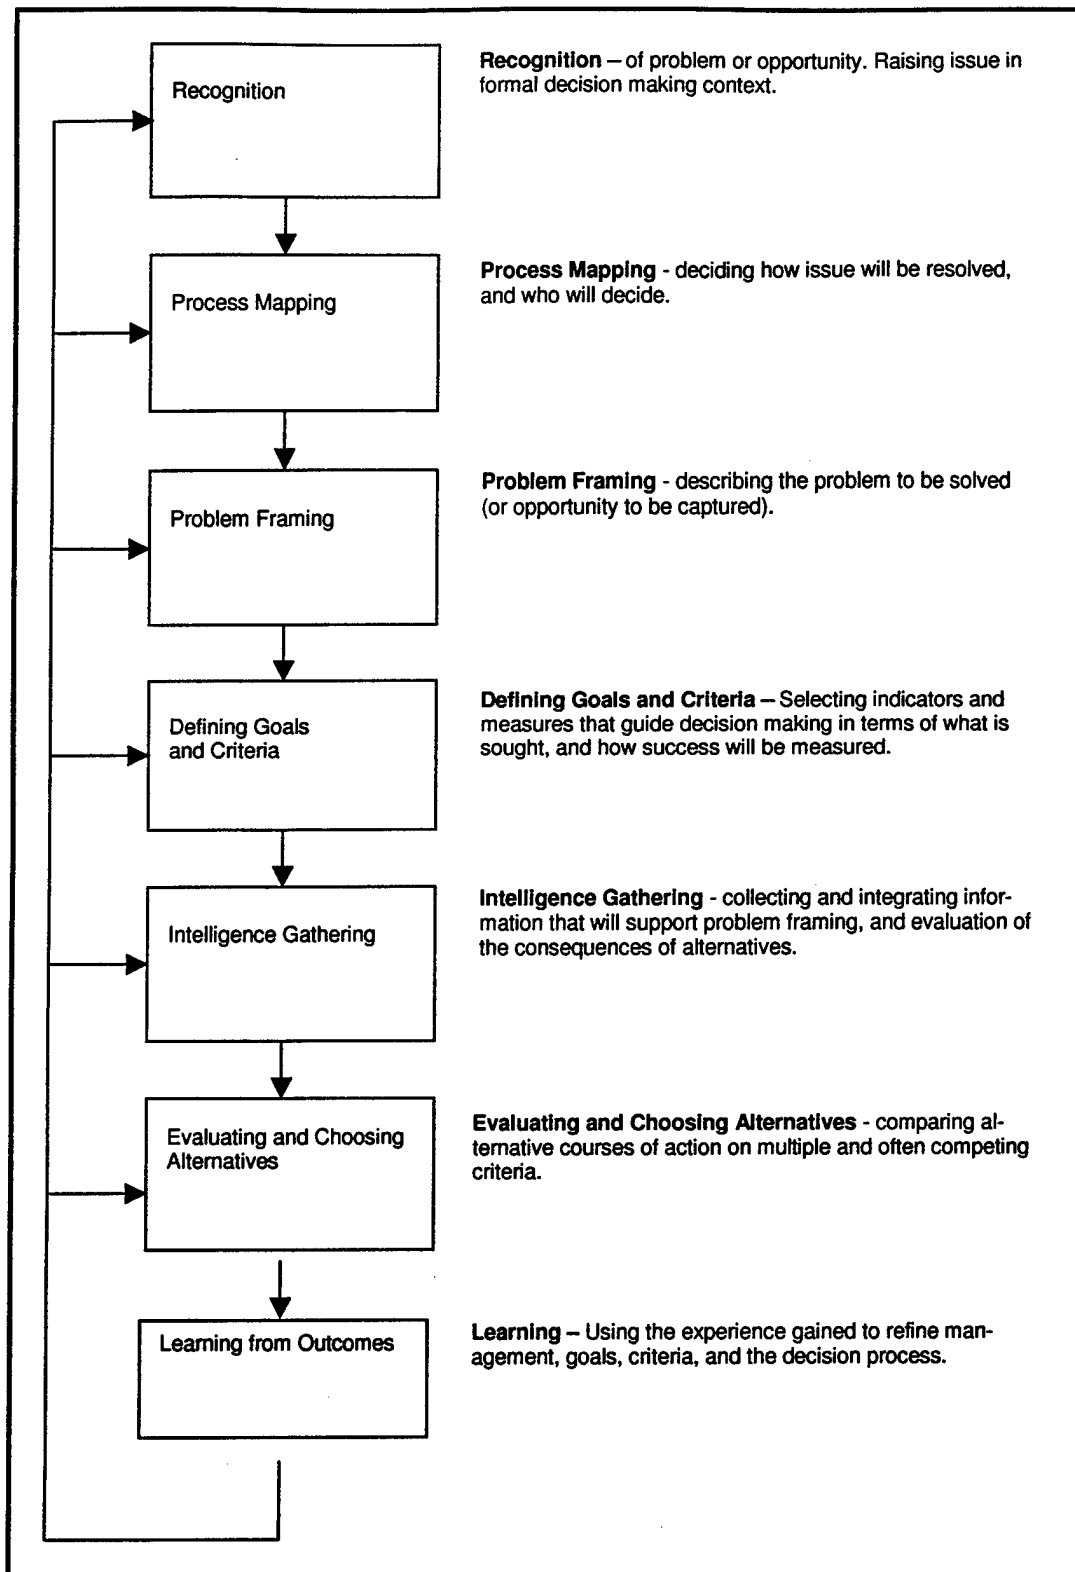 Recognition
Recognition – of problem or opportunity. Raising issue in
formal decision making context.
Process Mapping
Process Mapping - deciding how issue will be resolved,
and who will decide.
Problem Framing
Problem Framing - describing the problem to be solved
(or opportunity to be captured).
Defining Goals
and Criteria
Defining Goals and Criteria – Selecting indicators and
measures that guide decision making in terms of what is
sought, and how success will be measured.
Intelligence Gathering
Intelligence Gathering - collecting and integrating infor-
mation that will support problem framing, and evaluation of
the consequences of alternatives.
Evaluating and Choosing
Alternatives
Evaluating and Choosing Alternatives - comparing al-
ternative courses of action on multiple and often competing
criteria.
Learning from Outcomes
Learning – Using the experience gained to refine man-
agement, goals, criteria, and the decision process.